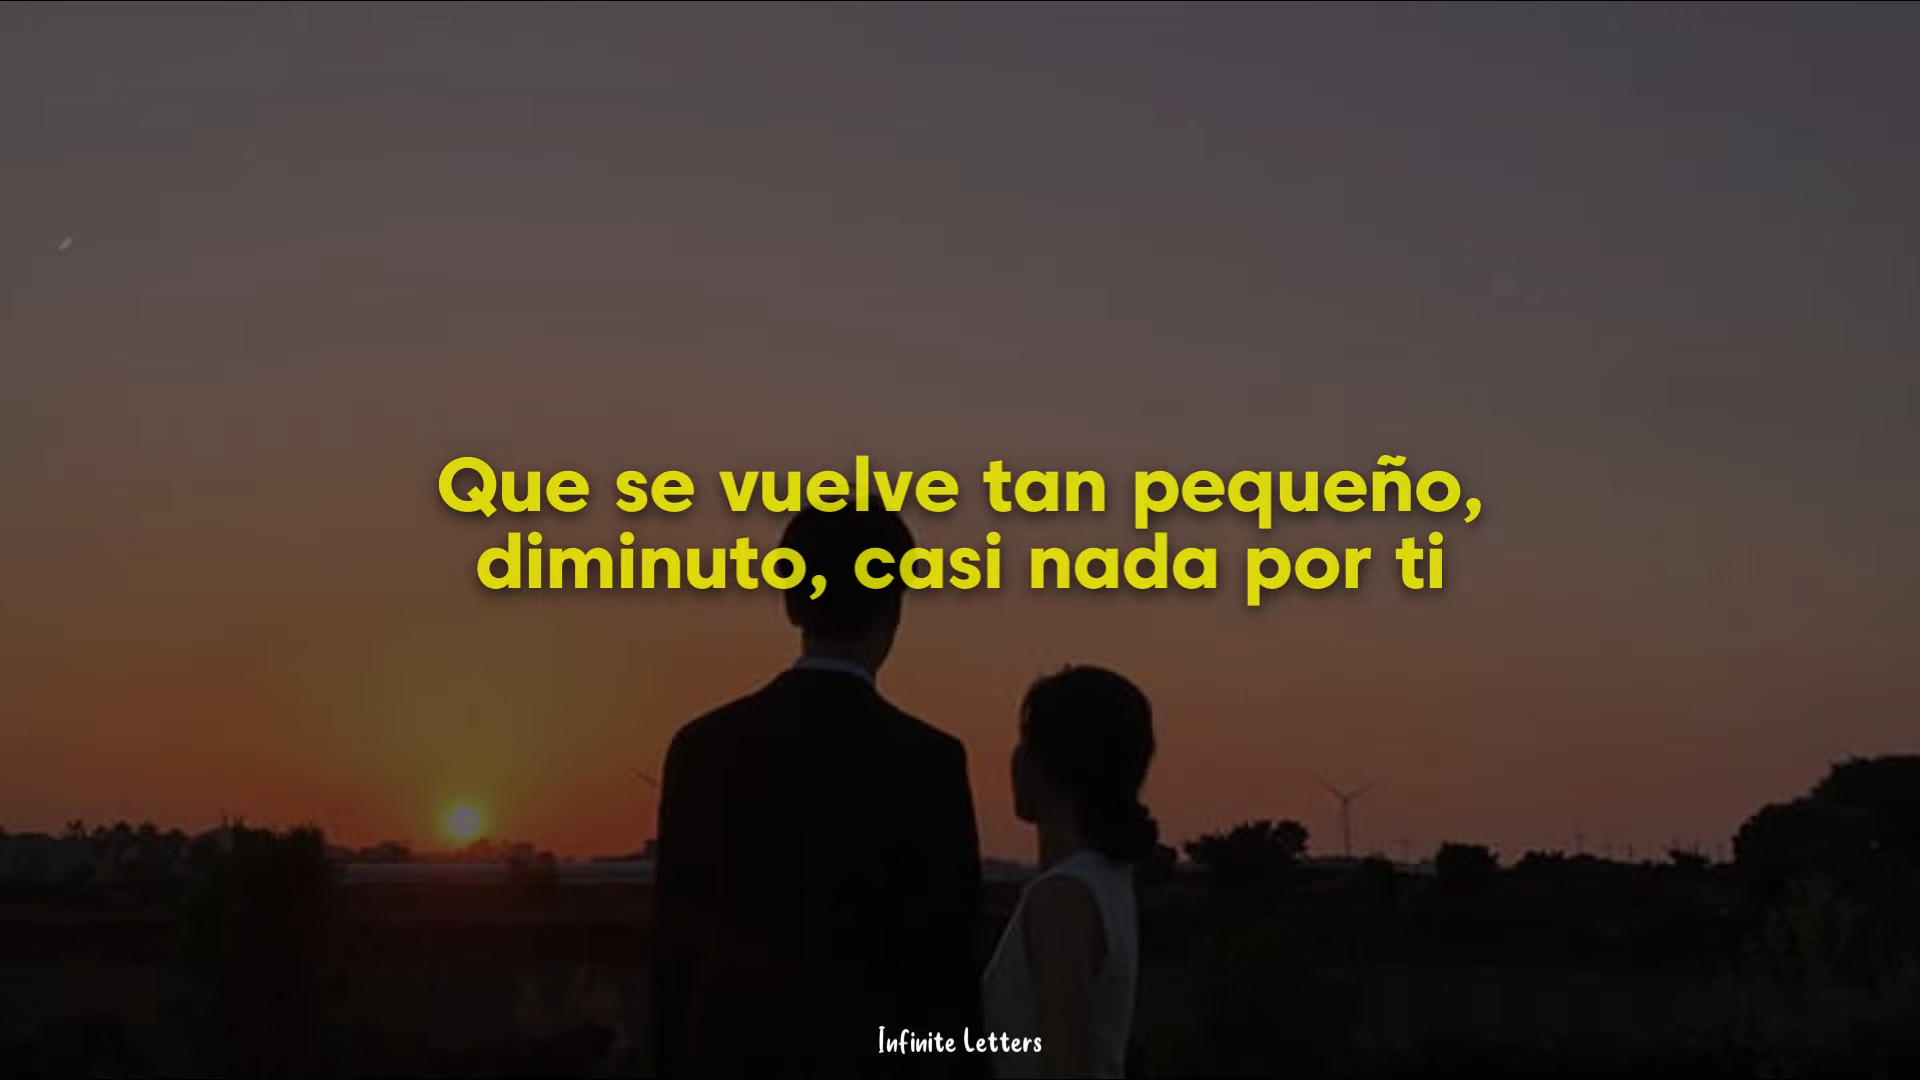 Que se vuelve tan pequeño,
diminuto, casi nada por ti
Infinite Letters